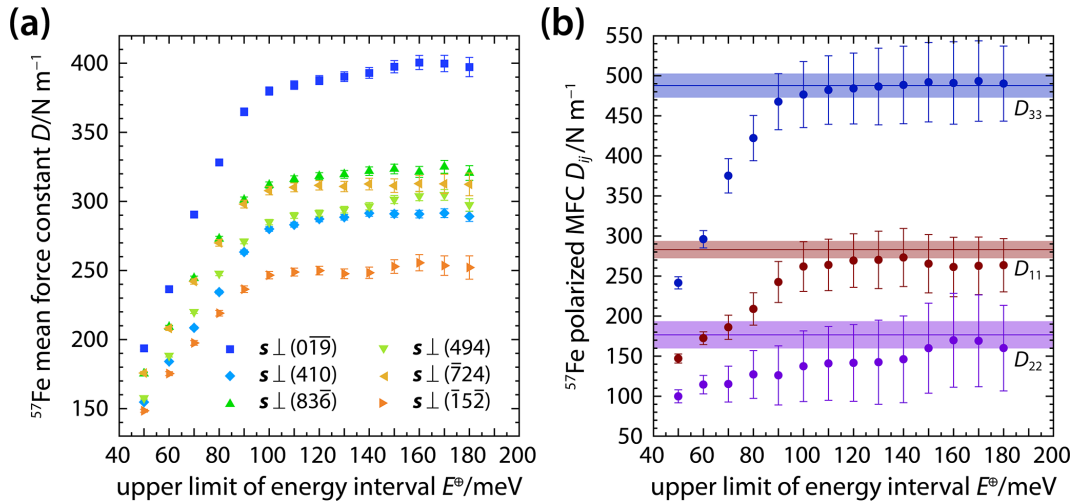 (a)
⁵⁷Fe mean force constant D/N m⁻¹
400
350
300
250
200
150
s ⊥ (01̅9̅)
s ⊥ (410)
s ⊥ (836̅)
s ⊥ (494)
s ⊥ (7̅24)
s ⊥ (1̅52̅)
40 60 80 100 120 140 160 180 200
upper limit of energy interval E⊕/meV
(b)
⁵⁷Fe polarized MFC Dij/N m⁻¹
550
500
450
400
350
300
250
200
150
100
50
D₃₃
D₁₁
D₂₂
40 60 80 100 120 140 160 180 200
upper limit of energy interval E⊕/meV